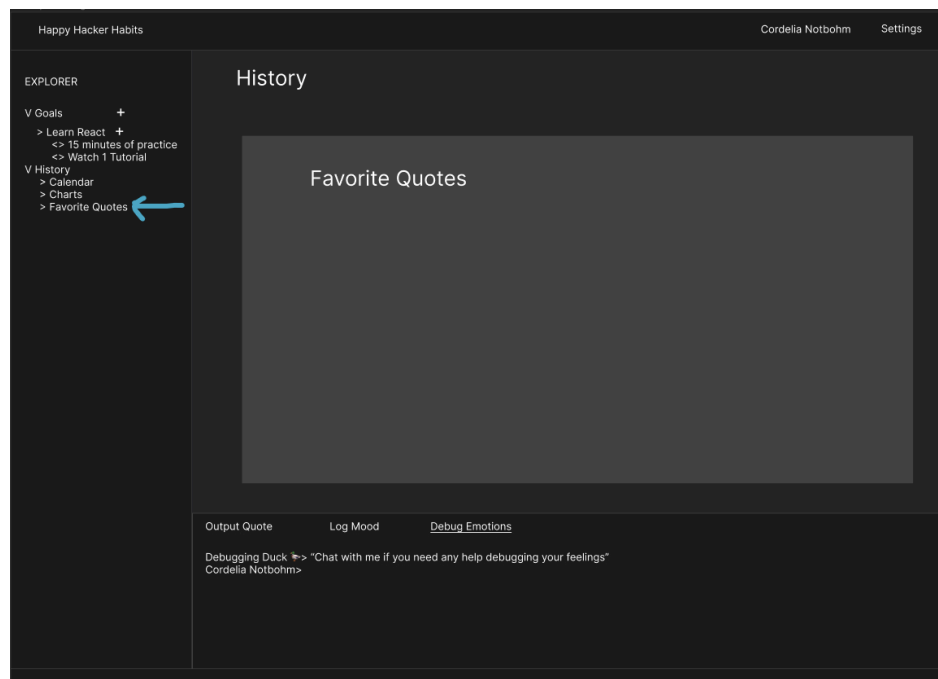 Happy Hacker Habits Cordelia Notbohm Settings
EXPLORER
V Goals +
> Learn React +
<> 15 minutes of practice
<> Watch 1 Tutorial
V History
> Calendar
> Charts
> Favorite Quotes
History
Favorite Quotes
Output Quote Log Mood Debug Emotions
Debugging Duck 🦆> "Chat with me if you need any help debugging your feelings"
Cordelia Notbohm>